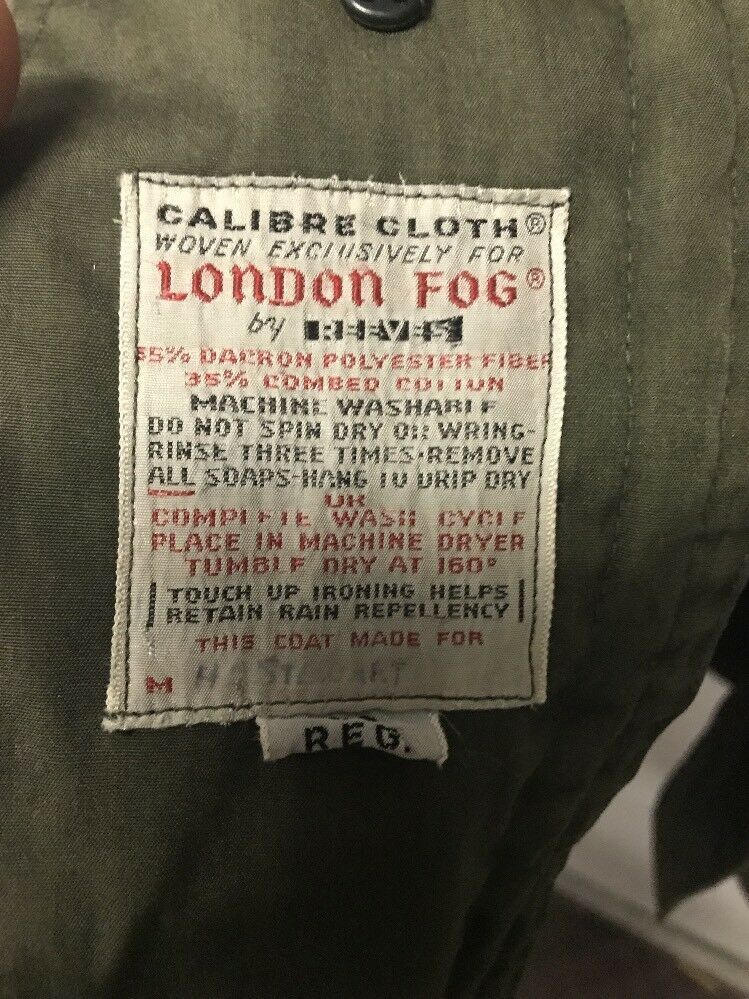 CALIBRE CLOTH®
WOVEN EXCLUSIVELY FOR
LONDON FOG®
by REEVES
65% DACRON POLYESTER FIBER
35% COMBED COTTON
MACHINE WASHABLE
DO NOT SPIN DRY OR WRING-
RINSE THREE TIMES·REMOVE
ALL SOAPS-HANG TO DRIP DRY
OR
COMPLETE WASH CYCLE
PLACE IN MACHINE DRYER
TUMBLE DRY AT 160°
TOUCH UP IRONING HELPS
RETAIN RAIN REPELLENCY
THIS COAT MADE FOR
M
REG.